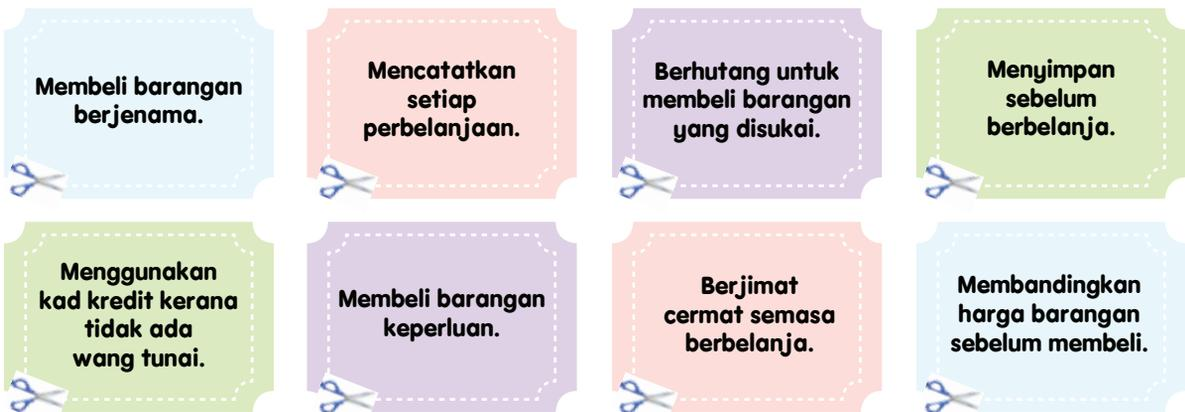 Membeli barangan
berjenama.
Mencatatkan
setiap
perbelanjaan.
Berhutang untuk
membeli barangan
yang disukai.
Menyimpan
sebelum
berbelanja.
Menggunakan
kad kredit kerana
tidak ada
wang tunai.
Membeli barangan
keperluan.
Berjimat
cermat semasa
berbelanja.
Membandingkan
harga barangan
sebelum membeli.